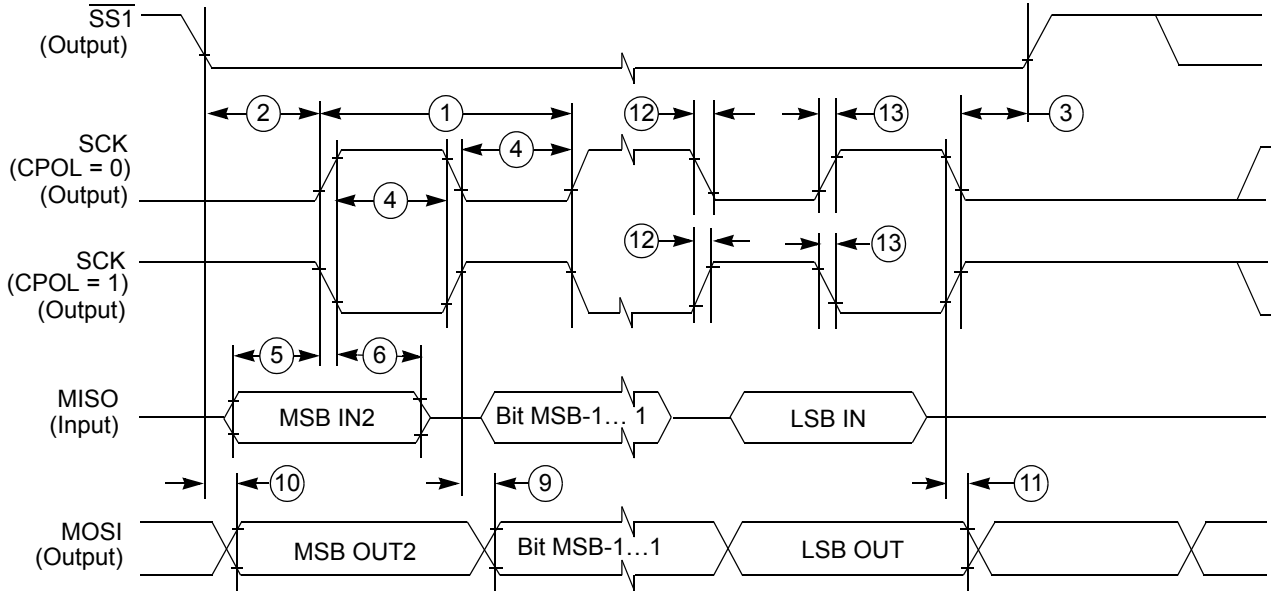 SS1
(Output)
2
1
12
13
3
SCK
(CPOL = 0)
(Output)
4
4
12
13
SCK
(CPOL = 1)
(Output)
5
6
MISO
(Input)
MSB IN2
Bit MSB-1… 1
LSB IN
10
9
11
MOSI
(Output)
MSB OUT2
Bit MSB-1…1
LSB OUT